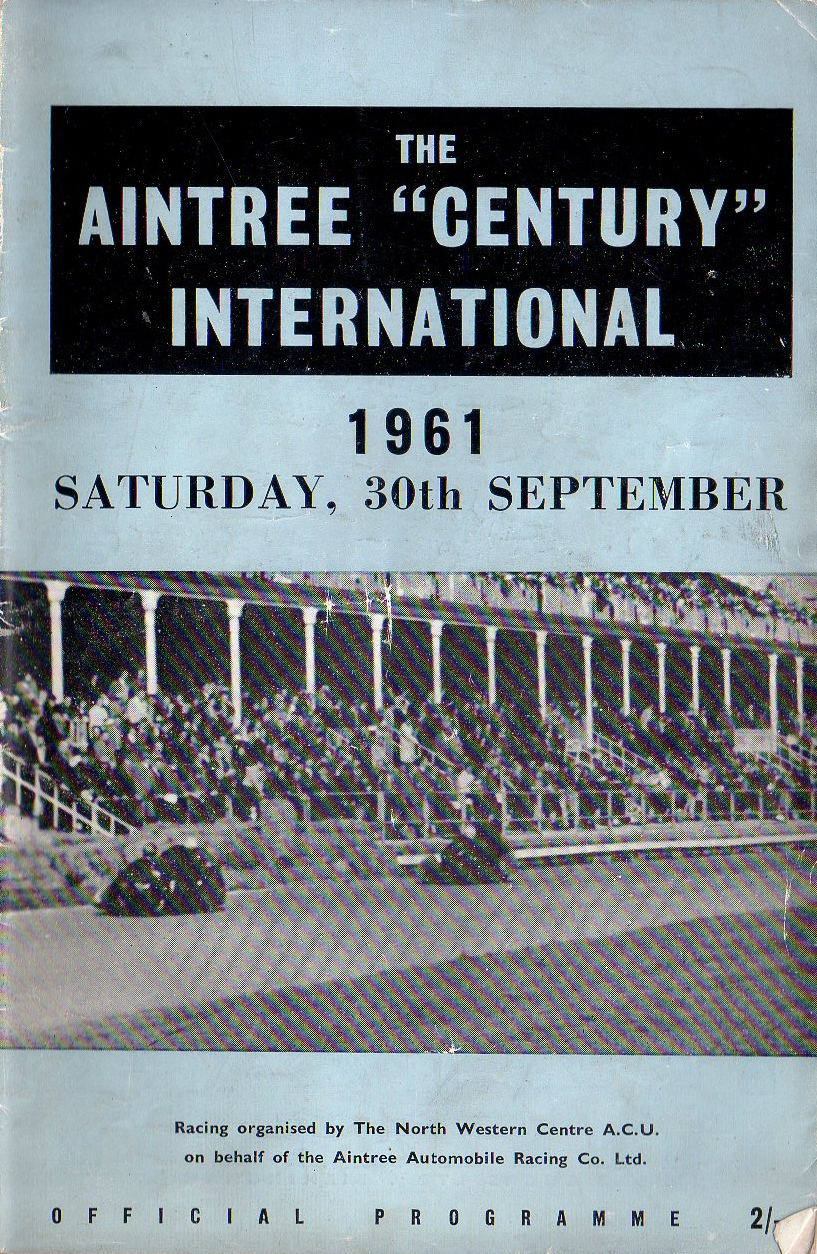 THE
AINTREE “CENTURY”
INTERNATIONAL
1961
SATURDAY, 30th SEPTEMBER
Racing organised by The North Western Centre A.C.U.
on behalf of the Aintree Automobile Racing Co. Ltd.
OFFICIAL PROGRAMME 2/-